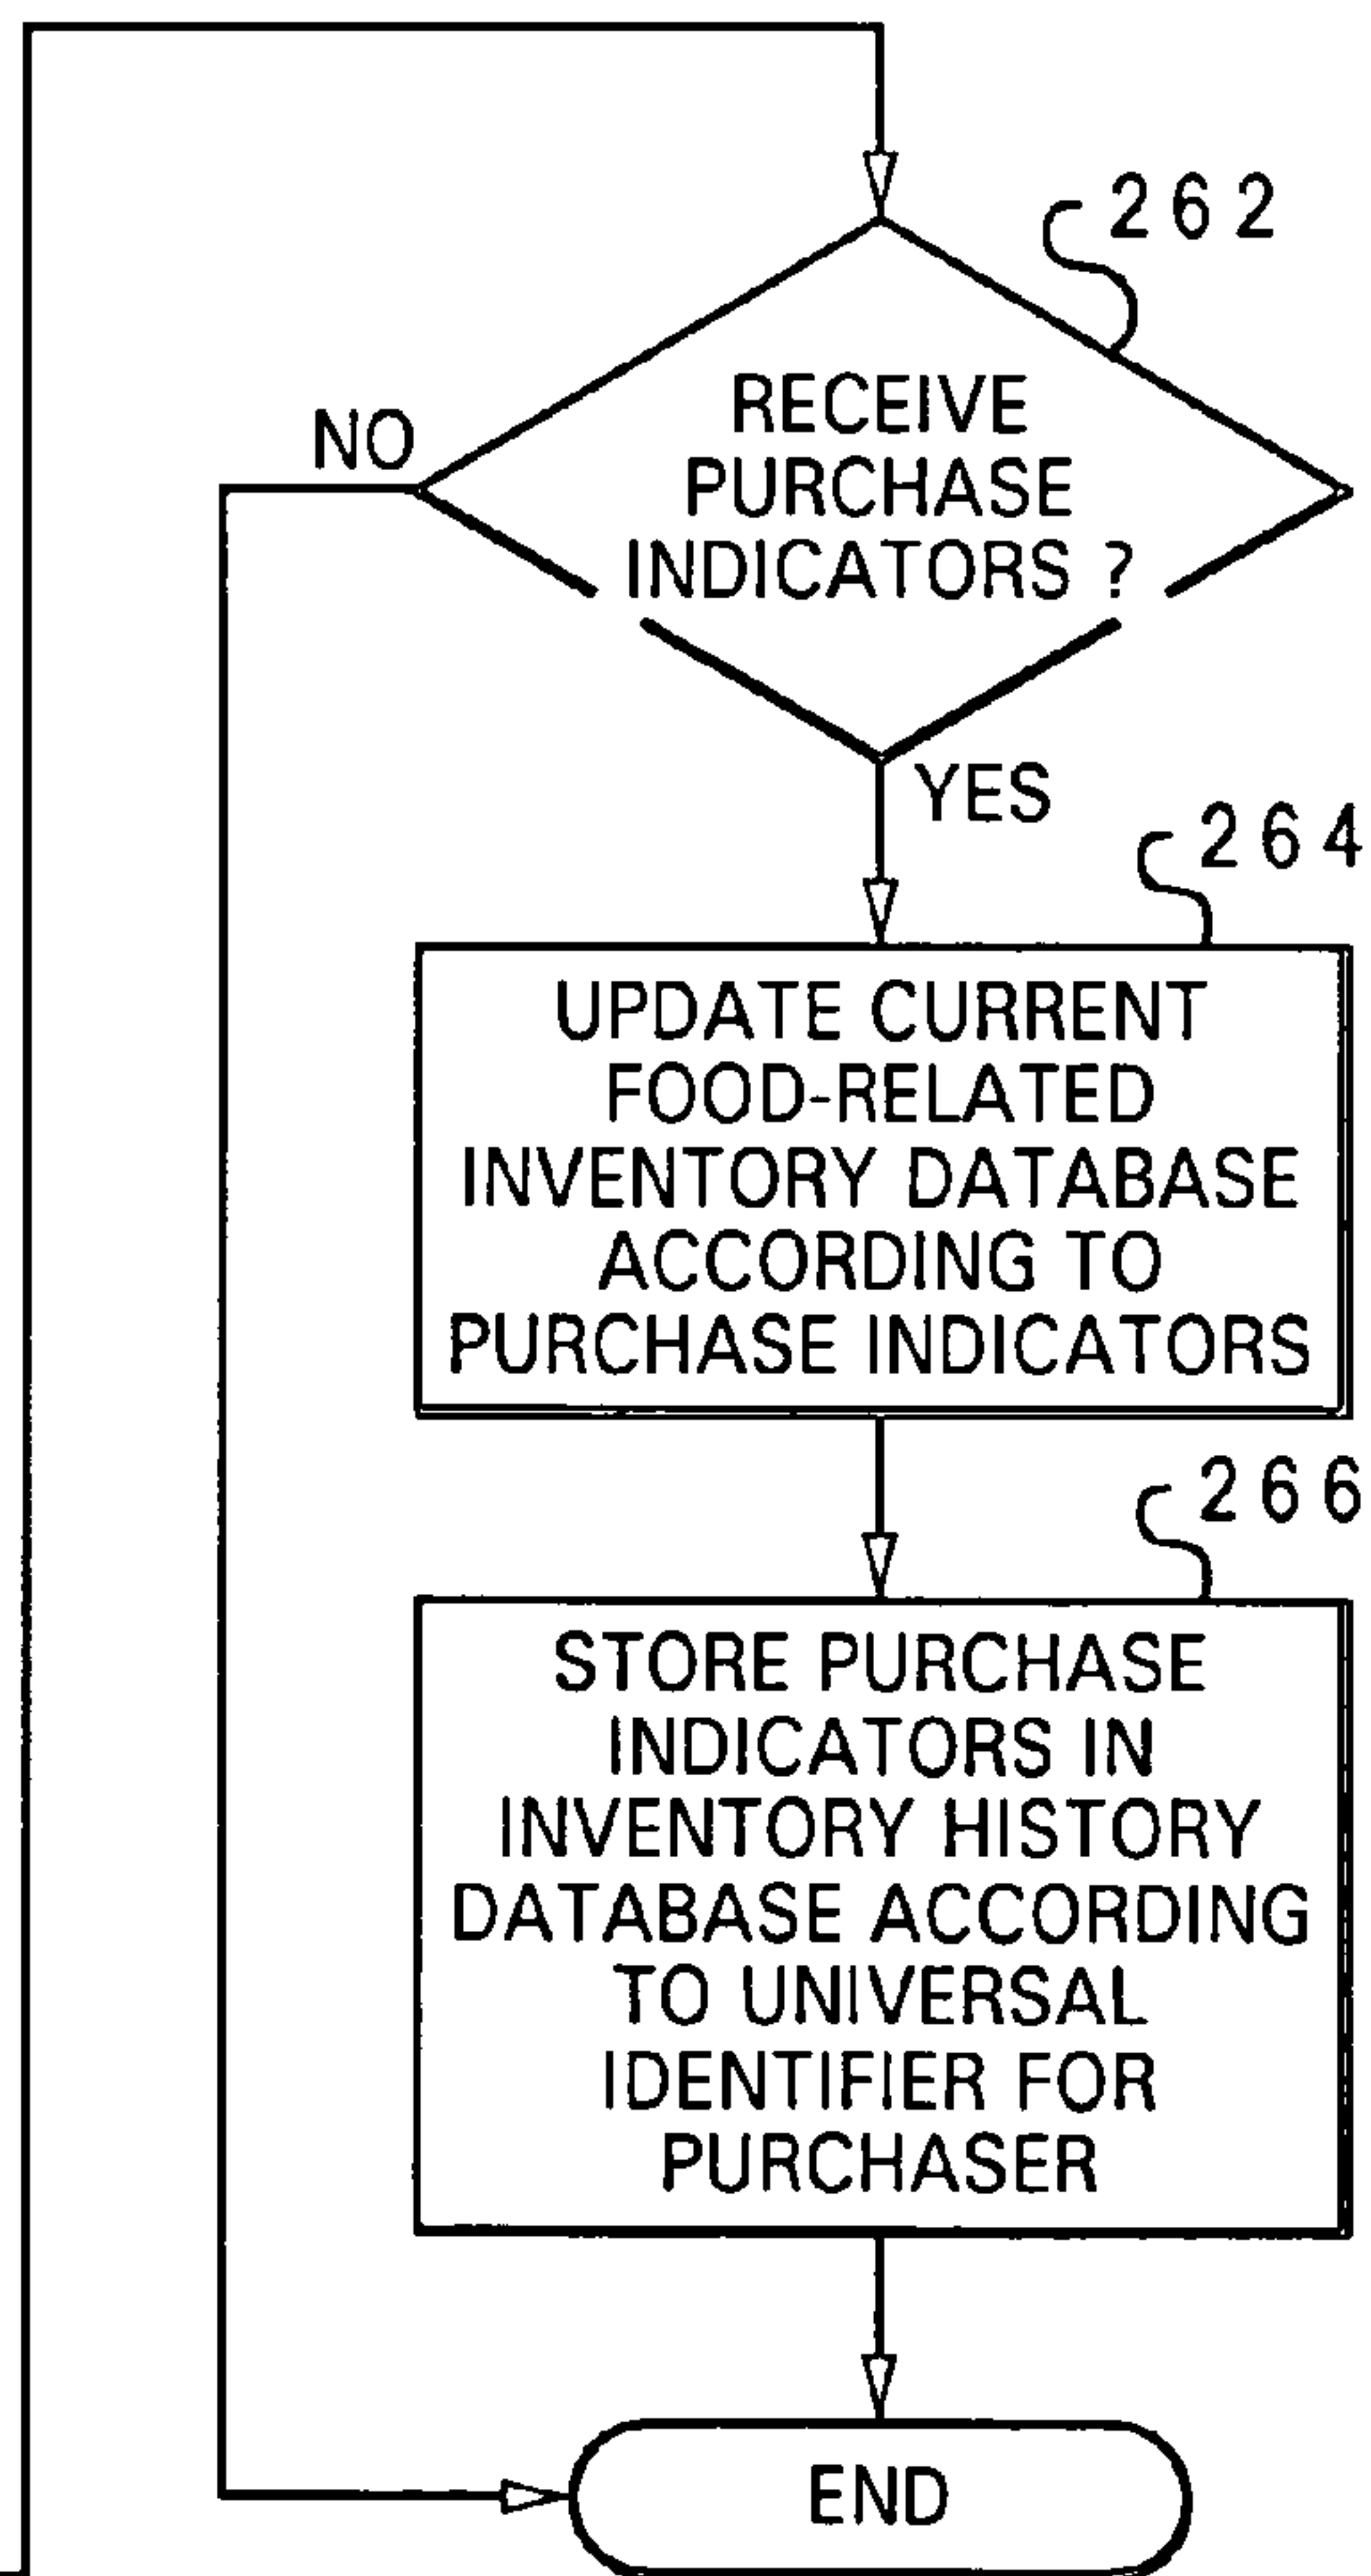 262
RECEIVE
PURCHASE
INDICATORS ?
NO
YES
264
UPDATE CURRENT
FOOD-RELATED
INVENTORY DATABASE
ACCORDING TO
PURCHASE INDICATORS
266
STORE PURCHASE
INDICATORS IN
INVENTORY HISTORY
DATABASE ACCORDING
TO UNIVERSAL
IDENTIFIER FOR
PURCHASER
END